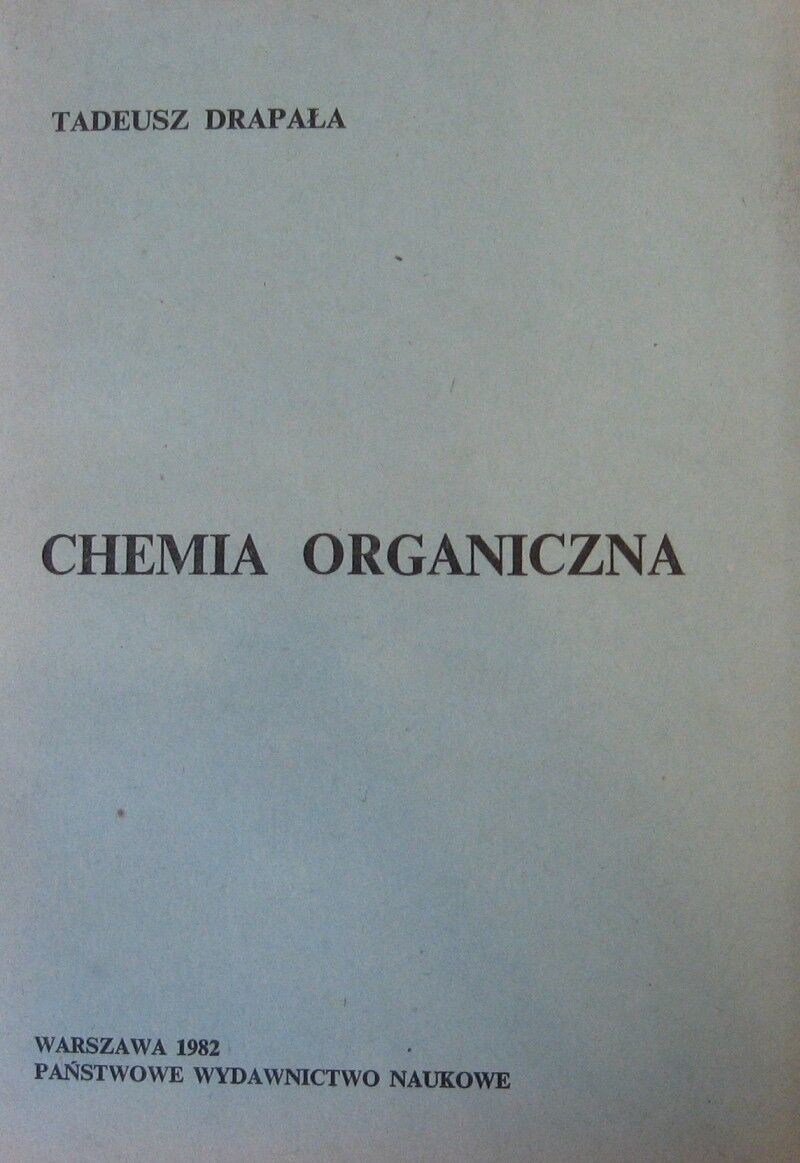 TADEUSZ DRAPAŁA
CHEMIA ORGANICZNA
WARSZAWA 1982
PAŃSTWOWE WYDAWNICTWO NAUKOWE